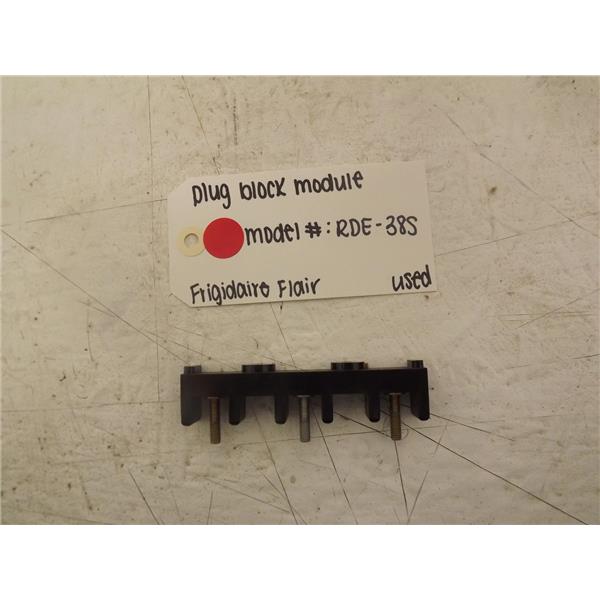 plug block module
model #: RDE-38S
Frigidaire Flair
used